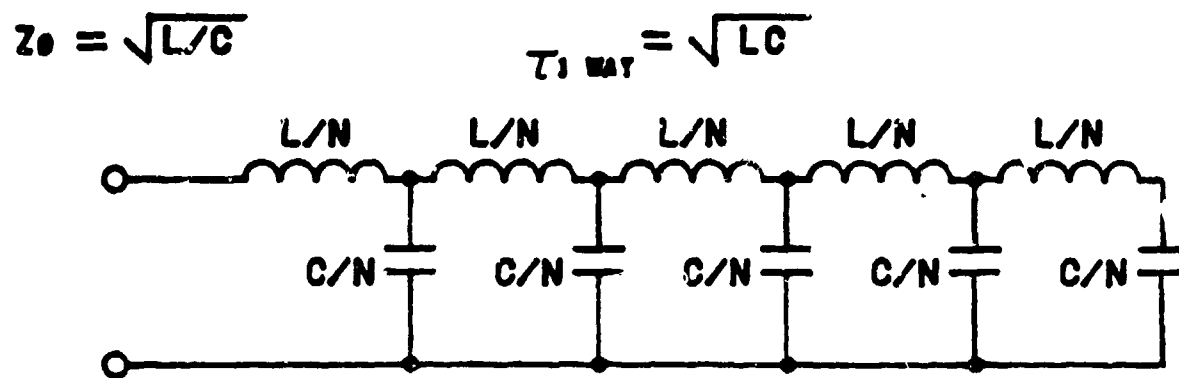 Z0 = √L/C
τ1 WAY = √LC
L/N L/N L/N L/N L/N
C/N C/N C/N C/N C/N